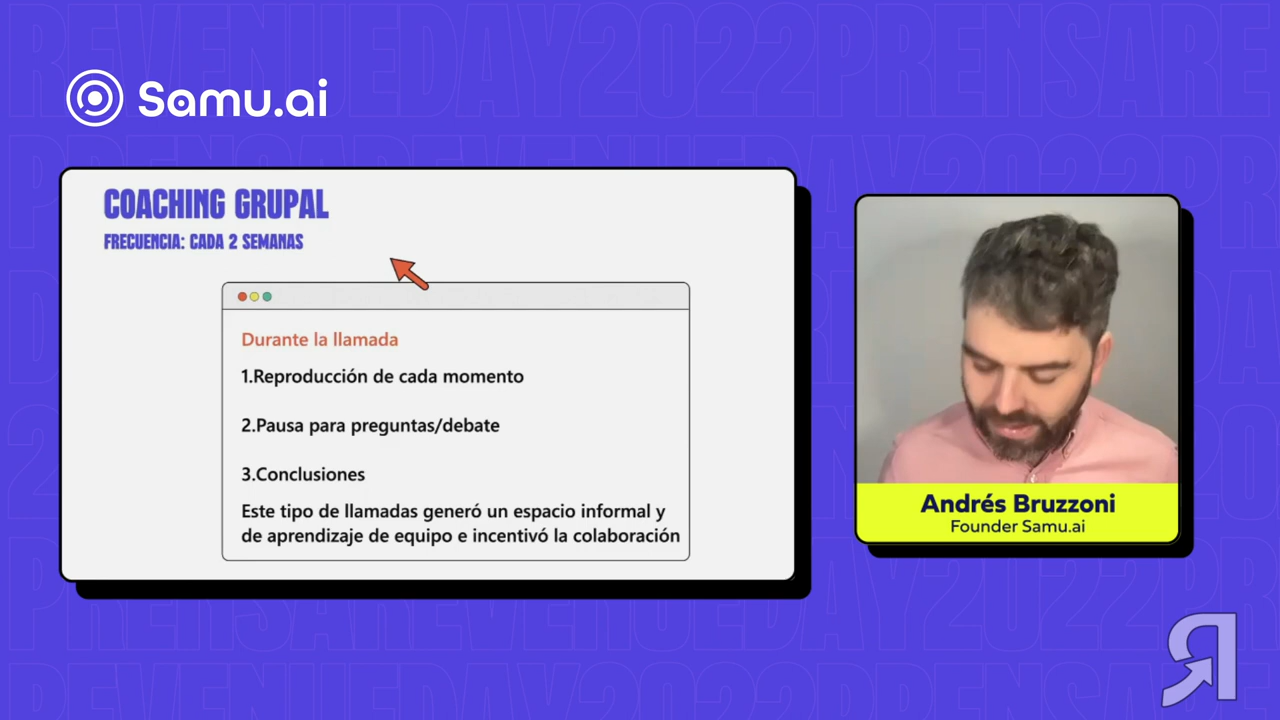 REVENUEDAY2022PRENSARE
Samu.ai
COACHING GRUPAL
FRECUENCIA: CADA 2 SEMANAS
Durante la llamada
1.Reproducción de cada momento
2.Pausa para preguntas/debate
3.Conclusiones
Este tipo de llamadas generó un espacio informal y
de aprendizaje de equipo e incentivó la colaboración
Andrés Bruzzoni
Founder Samu.ai